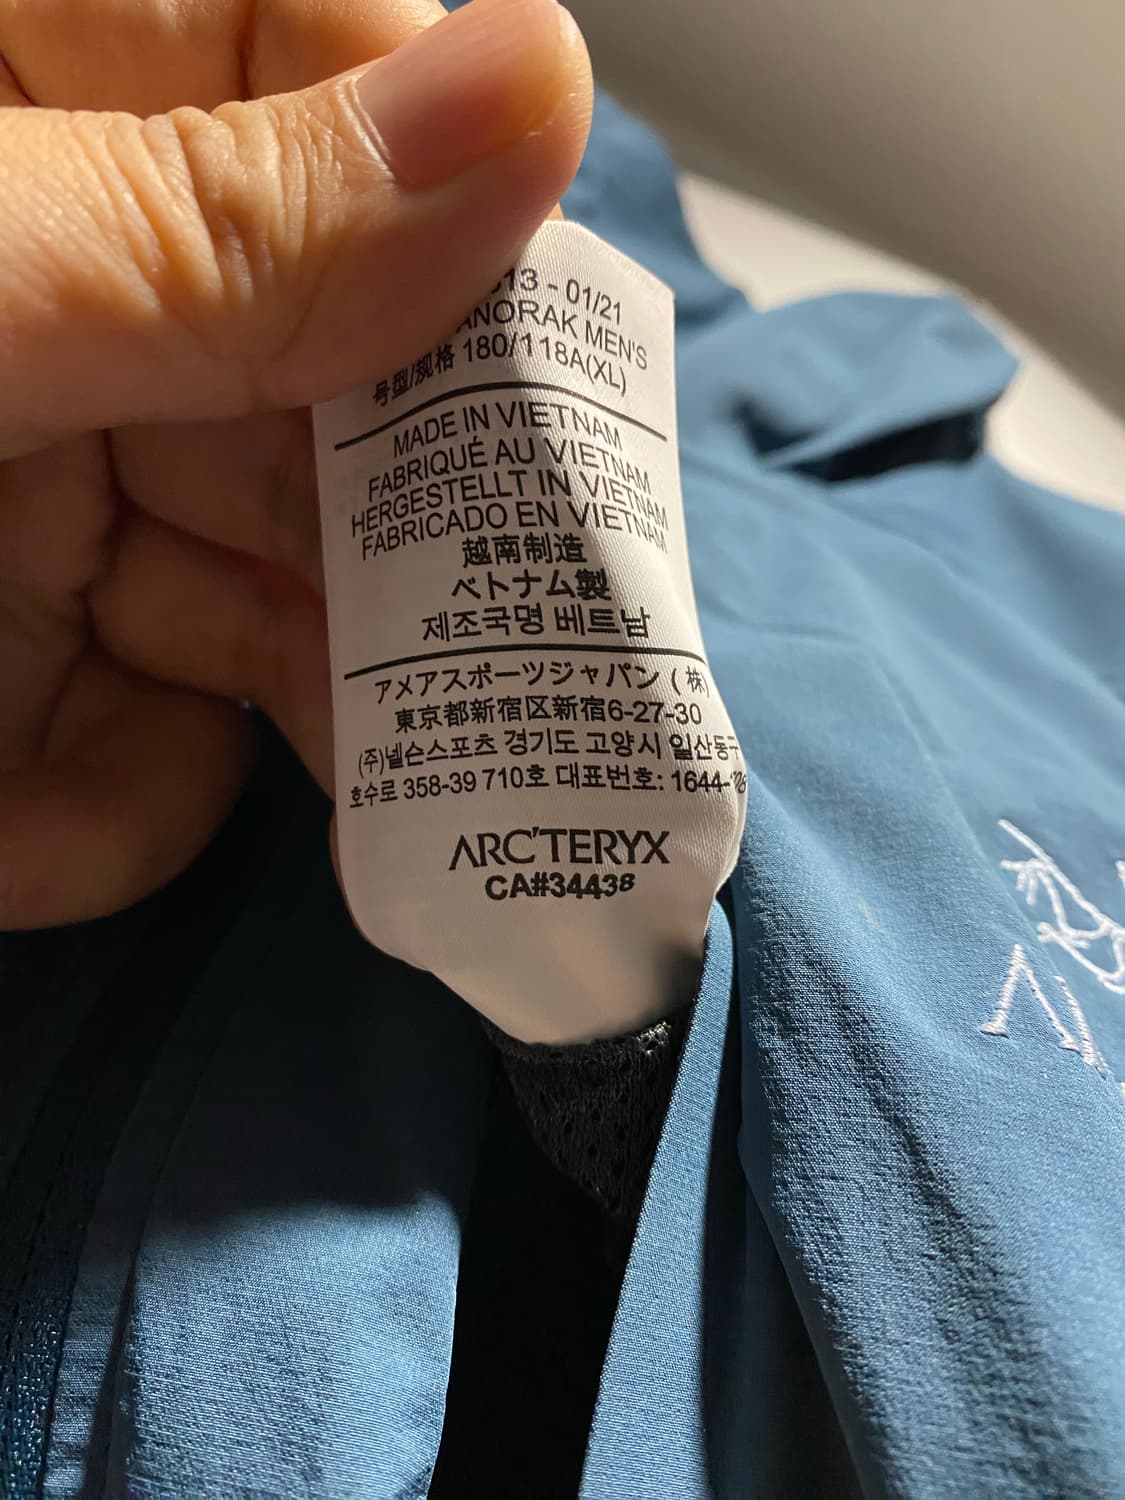 13 - 01/21
ANORAK MEN'S
号型/规格 180/118A(XL)
MADE IN VIETNAM
FABRIQUÉ AU VIETNAM
HERGESTELLT IN VIETNAM
FABRICADO EN VIETNAM
越南制造
ベトナム製
제조국명 베트남
アメアスポーツジャパン (株)
東京都新宿区新宿6-27-30
(주)넬슨스포츠 경기도 고양시 일산동구
호수로 358-39 710호 대표번호: 1644-
ARC'TERYX
CA#34438